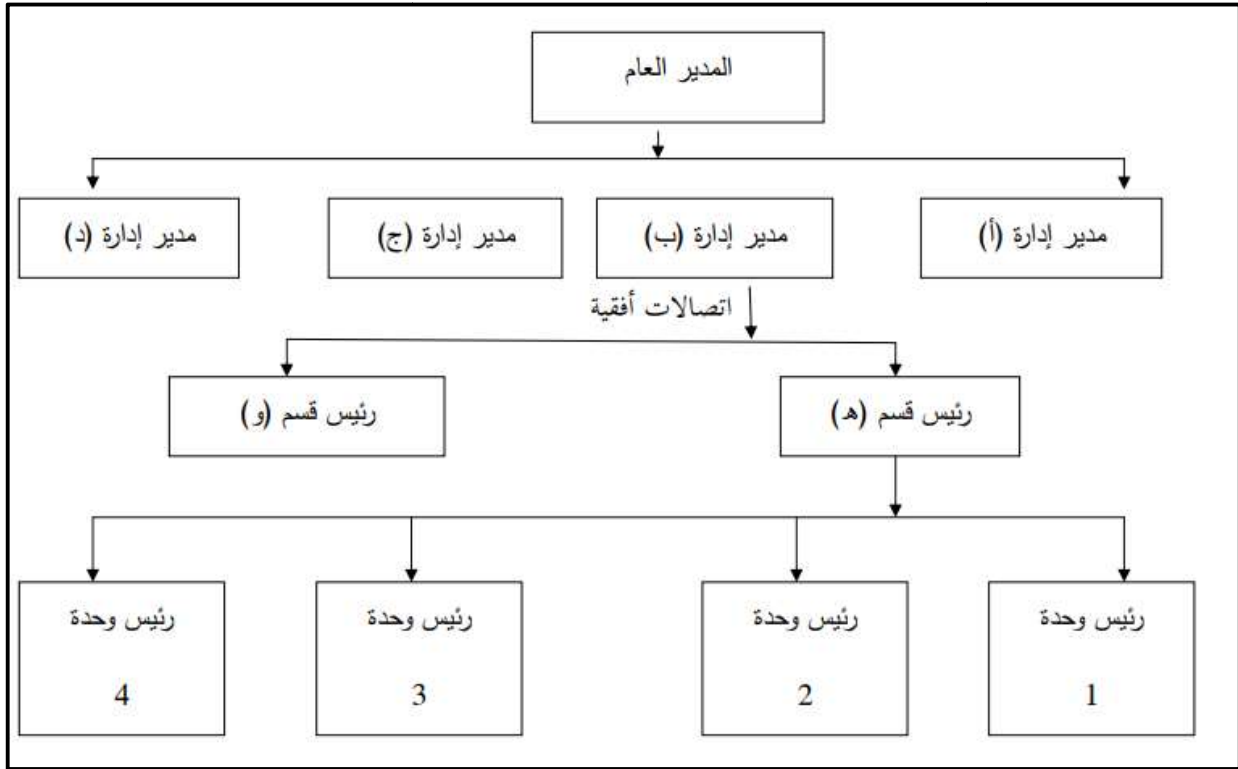 المدير العام
مدير إدارة (أ)
مدير إدارة (ب)
مدير إدارة (ج)
مدير إدارة (د)
اتصالات أفقية
رئيس قسم (ه)
رئيس قسم (و)
رئيس وحدة
1
رئيس وحدة
2
رئيس وحدة
3
رئيس وحدة
4